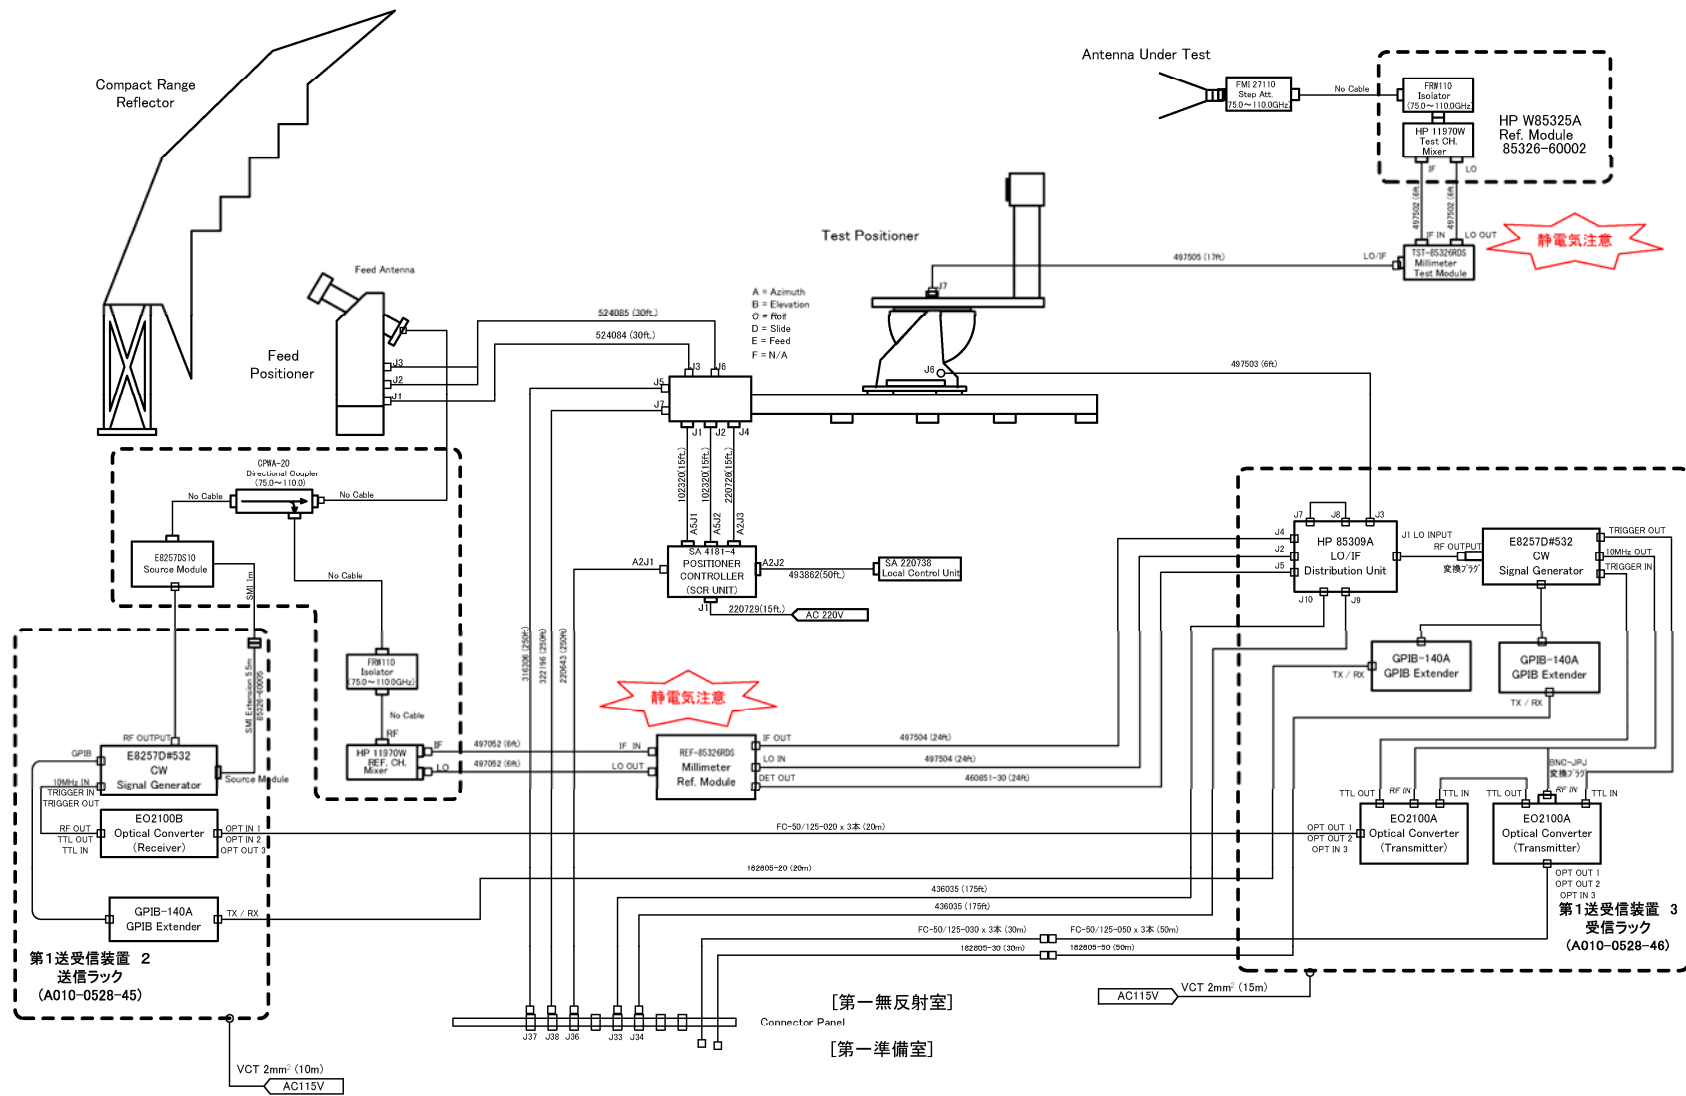 Compact Range
Reflector
Antenna Under Test
FMI 27110
Step Att.
(75.0～110.0GHz)
No Cable
FRW110
Isolator
(75.0～110.0GHz)
HP 11970W
Test CH.
Mixer
HP W85325A
Ref. Module
85326-60002
IF
LO
497502 (6ft)
497502 (6ft)
IF IN
LO OUT
静電気注意
TST-85326RDS
Millimeter
Test Module
LO/IF
497505 (17ft)
Test Positioner
J7
J6
497503 (6ft)
Feed Antenna
Feed
Positioner
J3
J2
J1
524085 (30ft.)
524084 (30ft.)
A = Azimuth
B = Elevation
C = Roll
D = Slide
E = Feed
F = N/A
J3
J6
J5
J7
J1
J2
J4
102320(15ft.)
102320(15ft.)
220726(15ft.)
A5J1
A5J2
A2J3
SA 4181-4
POSITIONER
CONTROLLER
(SCR UNIT)
A2J1
A2J2
493862(50ft.)
SA 220738
Local Control Unit
J1
220729(15ft.)
AC 220V
316306 (250ft)
322196 (250ft)
220643 (250ft)
CPWA-20
Directional Coupler
(75.0～110.0)
No Cable
No Cable
E8257DS10
Source Module
SMI 1m
No Cable
SMI Extension 5.5m
85326-60005
FRW110
Isolator
(75.0～110.0GHz)
No Cable
RF
HP 11970W
REF. CH.
Mixer
IF
LO
497052 (6ft)
497052 (6ft)
IF IN
LO OUT
静電気注意
REF-85326RDS
Millimeter
Ref. Module
IF OUT
LO IN
DET OUT
497504 (24ft)
497504 (24ft)
460851-30 (24ft)
RF OUTPUT
GPIB
E8257D#532
CW
Signal Generator
Source Module
10MHz IN
TRIGGER IN
TRIGGER OUT
EO2100B
Optical Converter
(Receiver)
RF OUT
TTL OUT
TTL IN
OPT IN 1
OPT IN 2
OPT OUT 3
FC-50/125-020 x 3本 (20m)
182805-20 (20m)
GPIB-140A
GPIB Extender
TX / RX
第1送受信装置 2
送信ラック
(A010-0528-45)
VCT 2mm² (10m)
AC115V
J7
J8
J3
J4
J2
J5
HP 85309A
LO/IF
Distribution Unit
J10
J9
J1 LO INPUT
RF OUTPUT
変換プラグ
E8257D#532
CW
Signal Generator
TRIGGER OUT
10MHz OUT
TRIGGER IN
GPIB-140A
GPIB Extender
TX / RX
GPIB-140A
GPIB Extender
TX / RX
BNC-JPJ
変換プラグ
TTL OUT
RF IN
TTL IN
TTL OUT
RF IN
TTL IN
EO2100A
Optical Converter
(Transmitter)
EO2100A
Optical Converter
(Transmitter)
OPT OUT 1
OPT OUT 2
OPT IN 3
OPT OUT 1
OPT OUT 2
OPT IN 3
436035 (175ft)
436035 (175ft)
FC-50/125-030 x 3本 (30m)
FC-50/125-050 x 3本 (50m)
182805-30 (30m)
182805-50 (50m)
第1送受信装置 3
受信ラック
(A010-0528-46)
AC115V
VCT 2mm² (15m)
[第一無反射室]
Connector Panel
[第一準備室]
J37
J38
J36
J33
J34